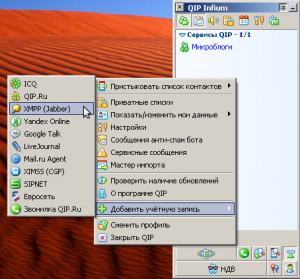 QIP Infium
Сервисы QIP - 1/1
Микроблоги
ICQ
QIP.Ru
XMPP (Jabber)
Yandex Online
Google Talk
LiveJournal
Mail.ru Agent
XIMSS (CGP)
SIPNET
Евросеть
Звонилка QIP.Ru
Пристыковать список контактов
Приватные списки
Показать/изменить мои данные
Настройки
Сообщения анти-спам бота
Сервисные сообщения
Мастер импорта
Проверить наличие обновлений
О программе QIP
Добавить учётную запись
Сменить профиль
Закрыть QIP
НДВ